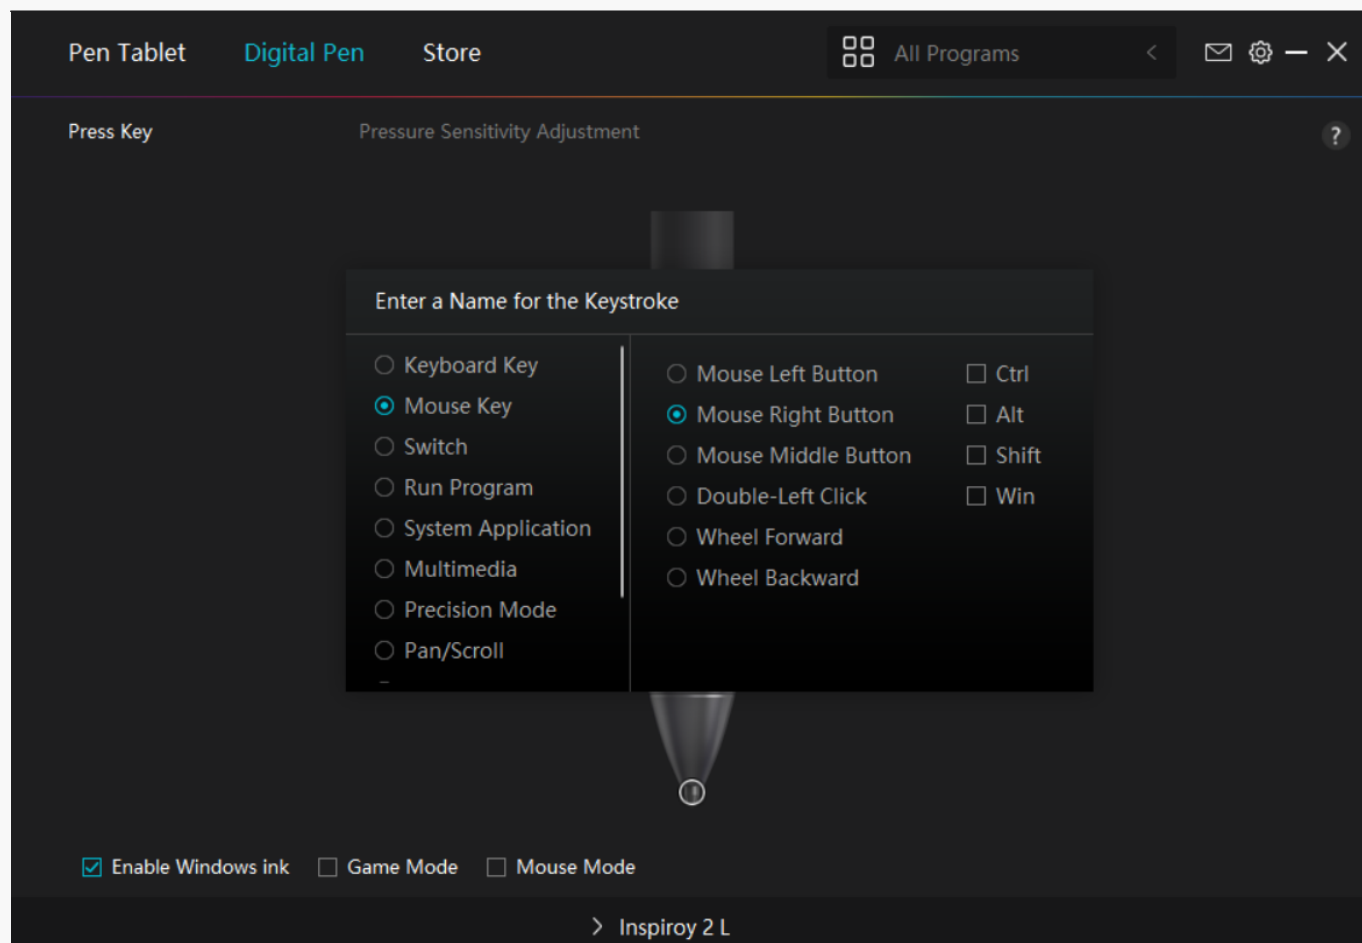 Pen Tablet Digital Pen Store All Programs
Press Key Pressure Sensitivity Adjustment ?
Enter a Name for the Keystroke
Keyboard Key
Mouse Key
Switch
Run Program
System Application
Multimedia
Precision Mode
Pan/Scroll
Mouse Left Button Ctrl
Mouse Right Button Alt
Mouse Middle Button Shift
Double-Left Click Win
Wheel Forward
Wheel Backward
Enable Windows ink Game Mode Mouse Mode
Inspiroy 2 L